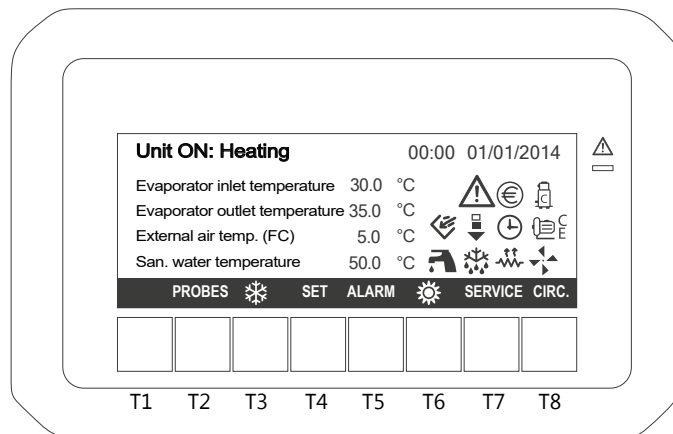 Unit ON: Heating 00:00 01/01/2014
Evaporator inlet temperature 30.0 °C
Evaporator outlet temperature 35.0 °C
External air temp. (FC) 5.0 °C
San. water temperature 50.0 °C
€ C
C
E
PROBES SET ALARM SERVICE CIRC.
T1 T2 T3 T4 T5 T6 T7 T8